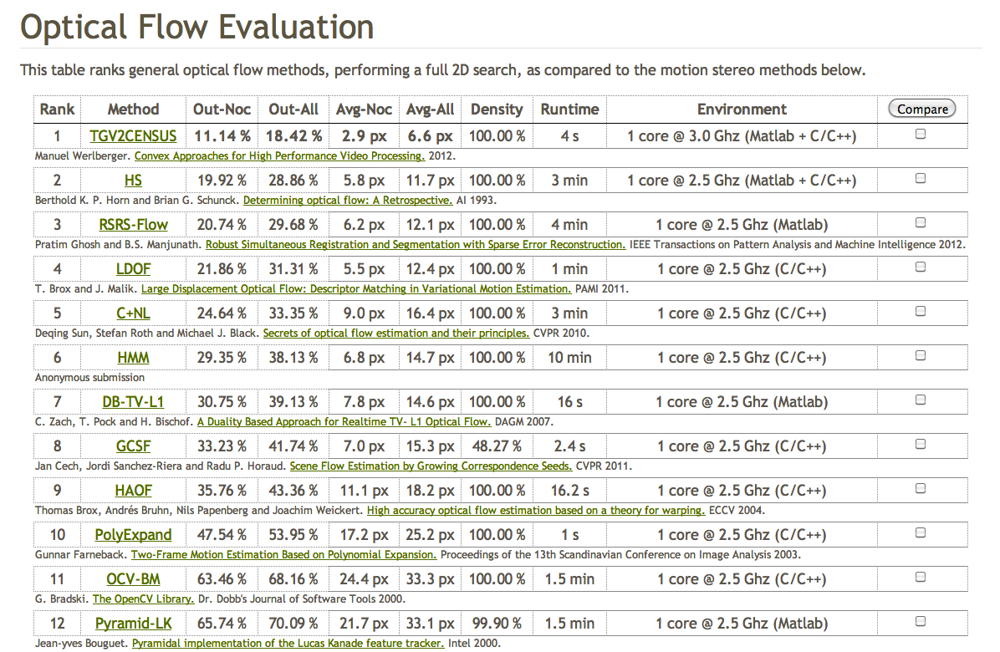 Optical Flow Evaluation
This table ranks general optical flow methods, performing a full 2D search, as compared to the motion stereo methods below.
Rank Method Out-Noc Out-All Avg-Noc Avg-All Density Runtime Environment Compare
1 TGV2CENSUS 11.14 % 18.42 % 2.9 px 6.6 px 100.00 % 4 s 1 core @ 3.0 Ghz (Matlab + C/C++)
Manuel Werlberger. Convex Approaches for High Performance Video Processing. 2012.
2 HS 19.92 % 28.86 % 5.8 px 11.7 px 100.00 % 3 min 1 core @ 2.5 Ghz (Matlab + C/C++)
Berthold K. P. Horn and Brian G. Schunck. Determining optical flow: A Retrospective. AI 1993.
3 RSRS-Flow 20.74 % 29.68 % 6.2 px 12.1 px 100.00 % 4 min 1 core @ 2.5 Ghz (Matlab)
Pratim Ghosh and B.S. Manjunath. Robust Simultaneous Registration and Segmentation with Sparse Error Reconstruction. IEEE Transactions on Pattern Analysis and Machine Intelligence 2012.
4 LDOF 21.86 % 31.31 % 5.5 px 12.4 px 100.00 % 1 min 1 core @ 2.5 Ghz (C/C++)
T. Brox and J. Malik. Large Displacement Optical Flow: Descriptor Matching in Variational Motion Estimation. PAMI 2011.
5 C+NL 24.64 % 33.35 % 9.0 px 16.4 px 100.00 % 3 min 1 core @ 2.5 Ghz (C/C++)
Deqing Sun, Stefan Roth and Michael J. Black. Secrets of optical flow estimation and their principles. CVPR 2010.
6 HMM 29.35 % 38.13 % 6.8 px 14.7 px 100.00 % 10 min 1 core @ 2.5 Ghz (C/C++)
Anonymous submission
7 DB-TV-L1 30.75 % 39.13 % 7.8 px 14.6 px 100.00 % 16 s 1 core @ 2.5 Ghz (Matlab)
C. Zach, T. Pock and H. Bischof. A Duality Based Approach for Realtime TV- L1 Optical Flow. DAGM 2007.
8 GCSF 33.23 % 41.74 % 7.0 px 15.3 px 48.27 % 2.4 s 1 core @ 2.5 Ghz (C/C++)
Jan Cech, Jordi Sanchez-Riera and Radu P. Horaud. Scene Flow Estimation by Growing Correspondence Seeds. CVPR 2011.
9 HAOF 35.76 % 43.36 % 11.1 px 18.2 px 100.00 % 16.2 s 1 core @ 2.5 Ghz (C/C++)
Thomas Brox, Andrés Bruhn, Nils Papenberg and Joachim Weickert. High accuracy optical flow estimation based on a theory for warping. ECCV 2004.
10 PolyExpand 47.54 % 53.95 % 17.2 px 25.2 px 100.00 % 1 s 1 core @ 2.5 Ghz (C/C++)
Gunnar Farneback. Two-Frame Motion Estimation Based on Polynomial Expansion. Proceedings of the 13th Scandinavian Conference on Image Analysis 2003.
11 OCV-BM 63.46 % 68.16 % 24.4 px 33.3 px 100.00 % 1.5 min 1 core @ 2.5 Ghz (C/C++)
G. Bradski. The OpenCV Library. Dr. Dobb's Journal of Software Tools 2000.
12 Pyramid-LK 65.74 % 70.09 % 21.7 px 33.1 px 99.90 % 1.5 min 1 core @ 2.5 Ghz (Matlab)
Jean-yves Bouguet. Pyramidal implementation of the Lucas Kanade feature tracker. Intel 2000.